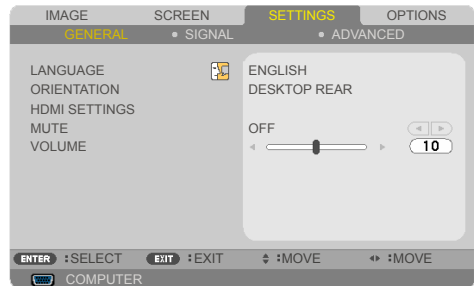 IMAGE SCREEN SETTINGS OPTIONS
GENERAL • SIGNAL • ADVANCED
LANGUAGE ENGLISH
ORIENTATION DESKTOP REAR
HDMI SETTINGS
MUTE OFF
VOLUME 10
ENTER :SELECT EXIT :EXIT :MOVE :MOVE
COMPUTER